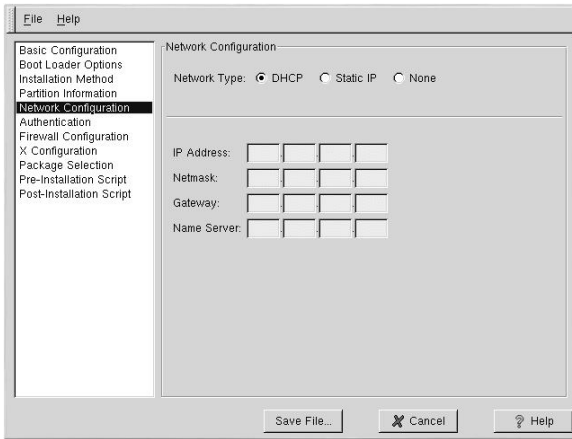 File Help
Basic Configuration
Boot Loader Options
Installation Method
Partition Information
Network Configuration
Authentication
Firewall Configuration
X Configuration
Package Selection
Pre-Installation Script
Post-Installation Script
Network Configuration
Network Type: DHCP Static IP None
IP Address: . . .
Netmask: . . .
Gateway: . . .
Name Server: . . .
Save File... Cancel ? Help